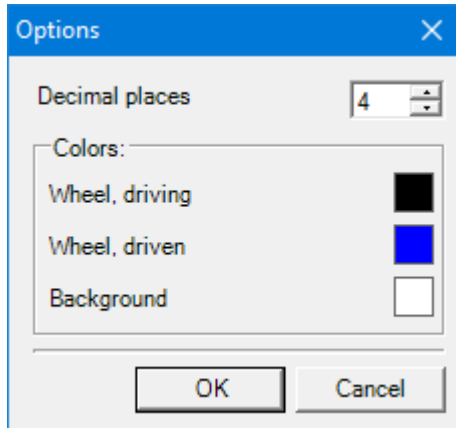 Options
Decimal places 4
Colors:
Wheel, driving
Wheel, driven
Background
OK Cancel